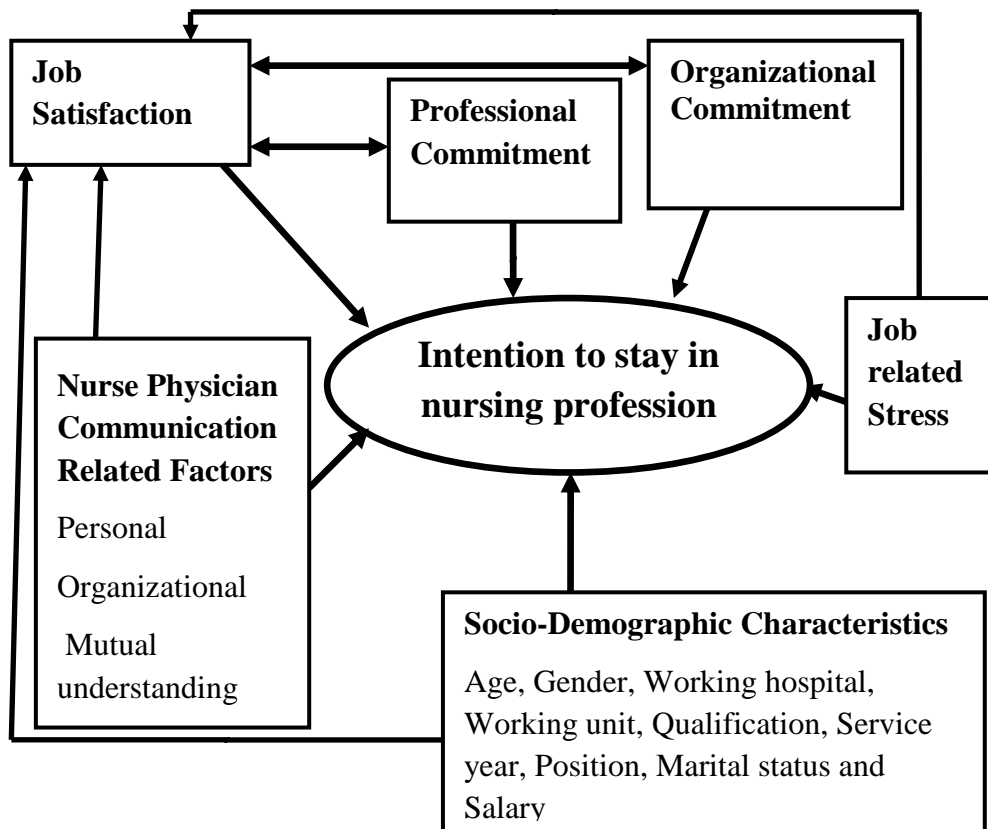 Job
Satisfaction
Organizational
Commitment
Professional
Commitment
Intention to stay in
nursing profession
Job
related
Stress
Nurse Physician
Communication
Related Factors
Personal
Organizational
Mutual
understanding
Socio-Demographic Characteristics
Age, Gender, Working hospital,
Working unit, Qualification, Service
year, Position, Marital status and
Salary